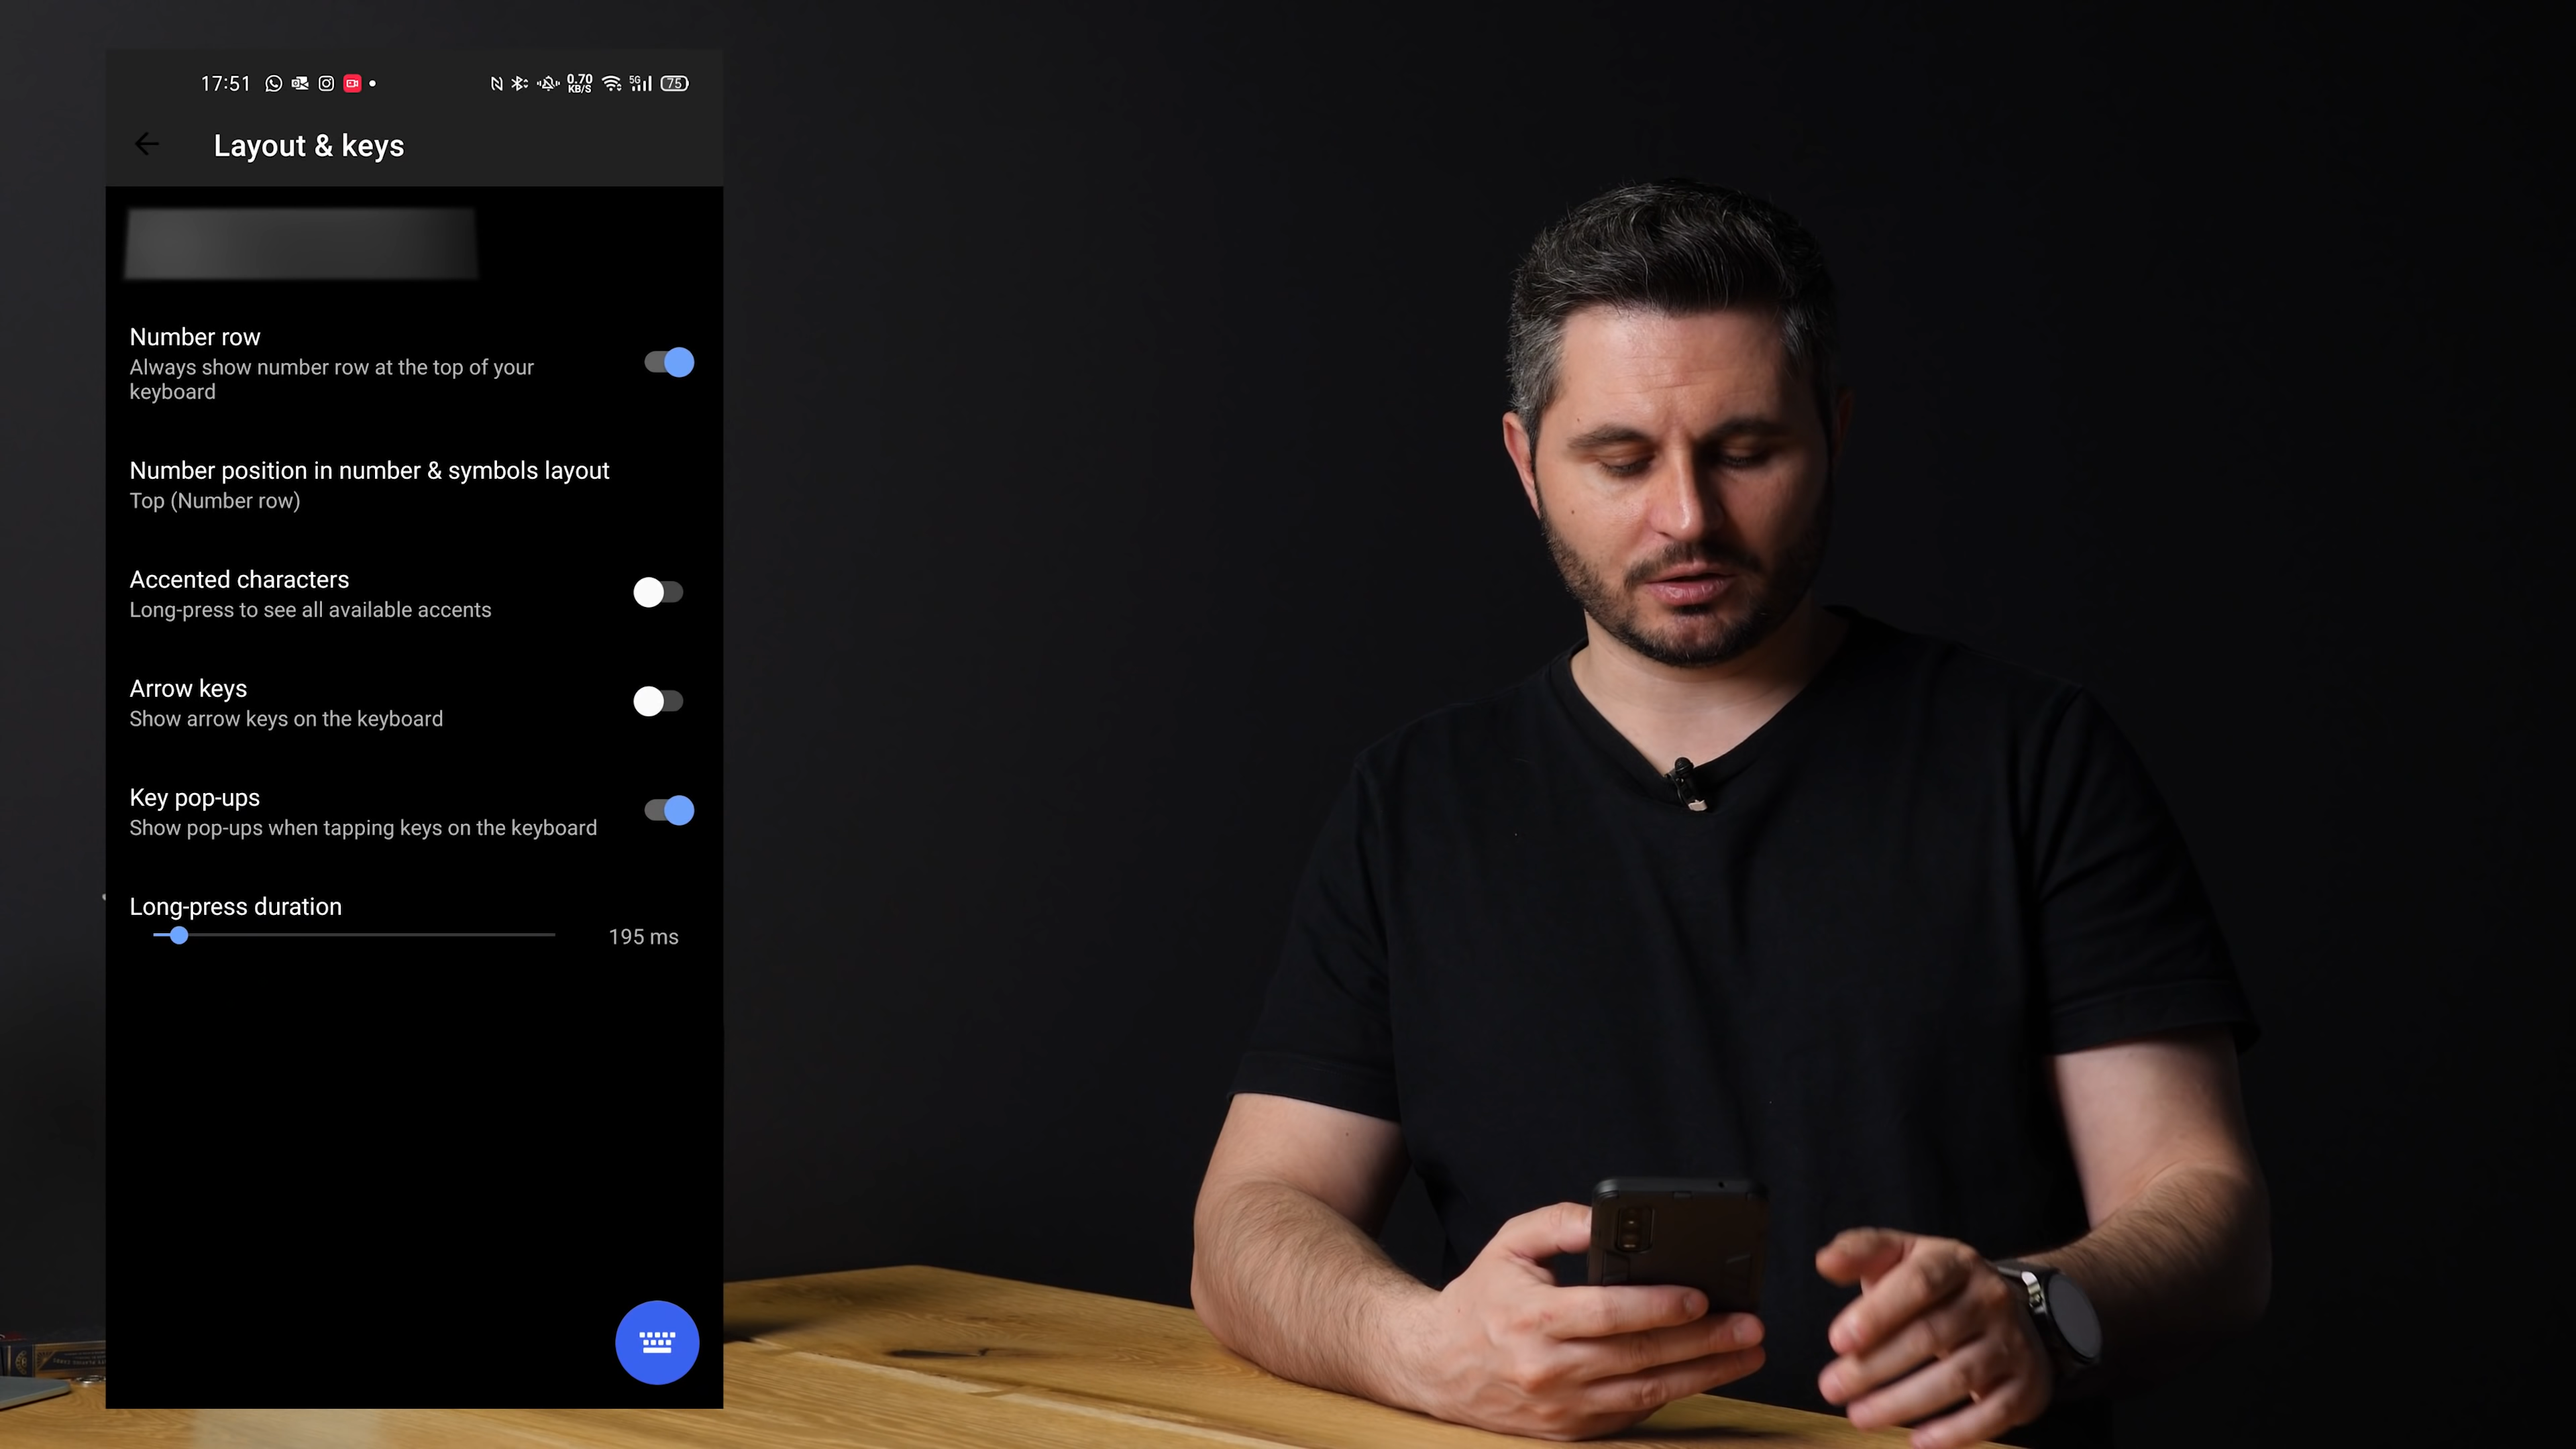 17:51 0.70 KB/S 5G 75
Layout & keys
Number row
Always show number row at the top of your
keyboard
Number position in number & symbols layout
Top (Number row)
Accented characters
Long-press to see all available accents
Arrow keys
Show arrow keys on the keyboard
Key pop-ups
Show pop-ups when tapping keys on the keyboard
Long-press duration
195 ms